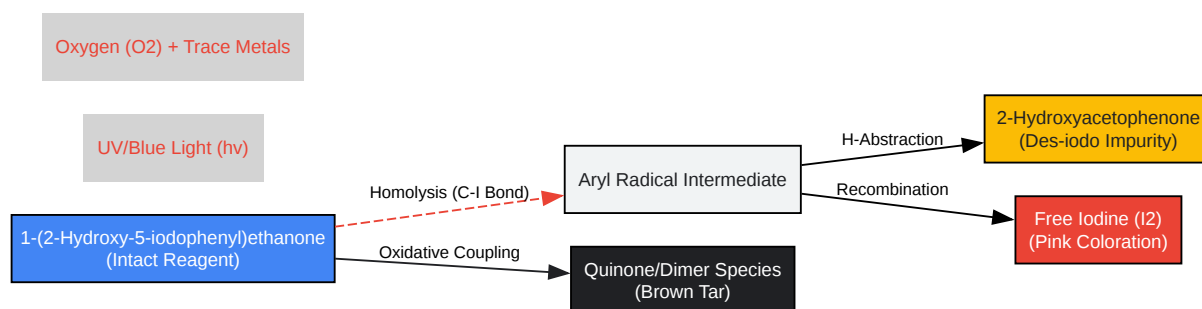 Oxygen (O2) + Trace Metals
UV/Blue Light (hv)
1-(2-Hydroxy-5-iodophenyl)ethanone
(Intact Reagent)
Homolysis (C-I Bond)
Oxidative Coupling
Aryl Radical Intermediate
Quinone/Dimer Species
(Brown Tar)
H-Abstraction
Recombination
2-Hydroxyacetophenone
(Des-iodo Impurity)
Free Iodine (I2)
(Pink Coloration)